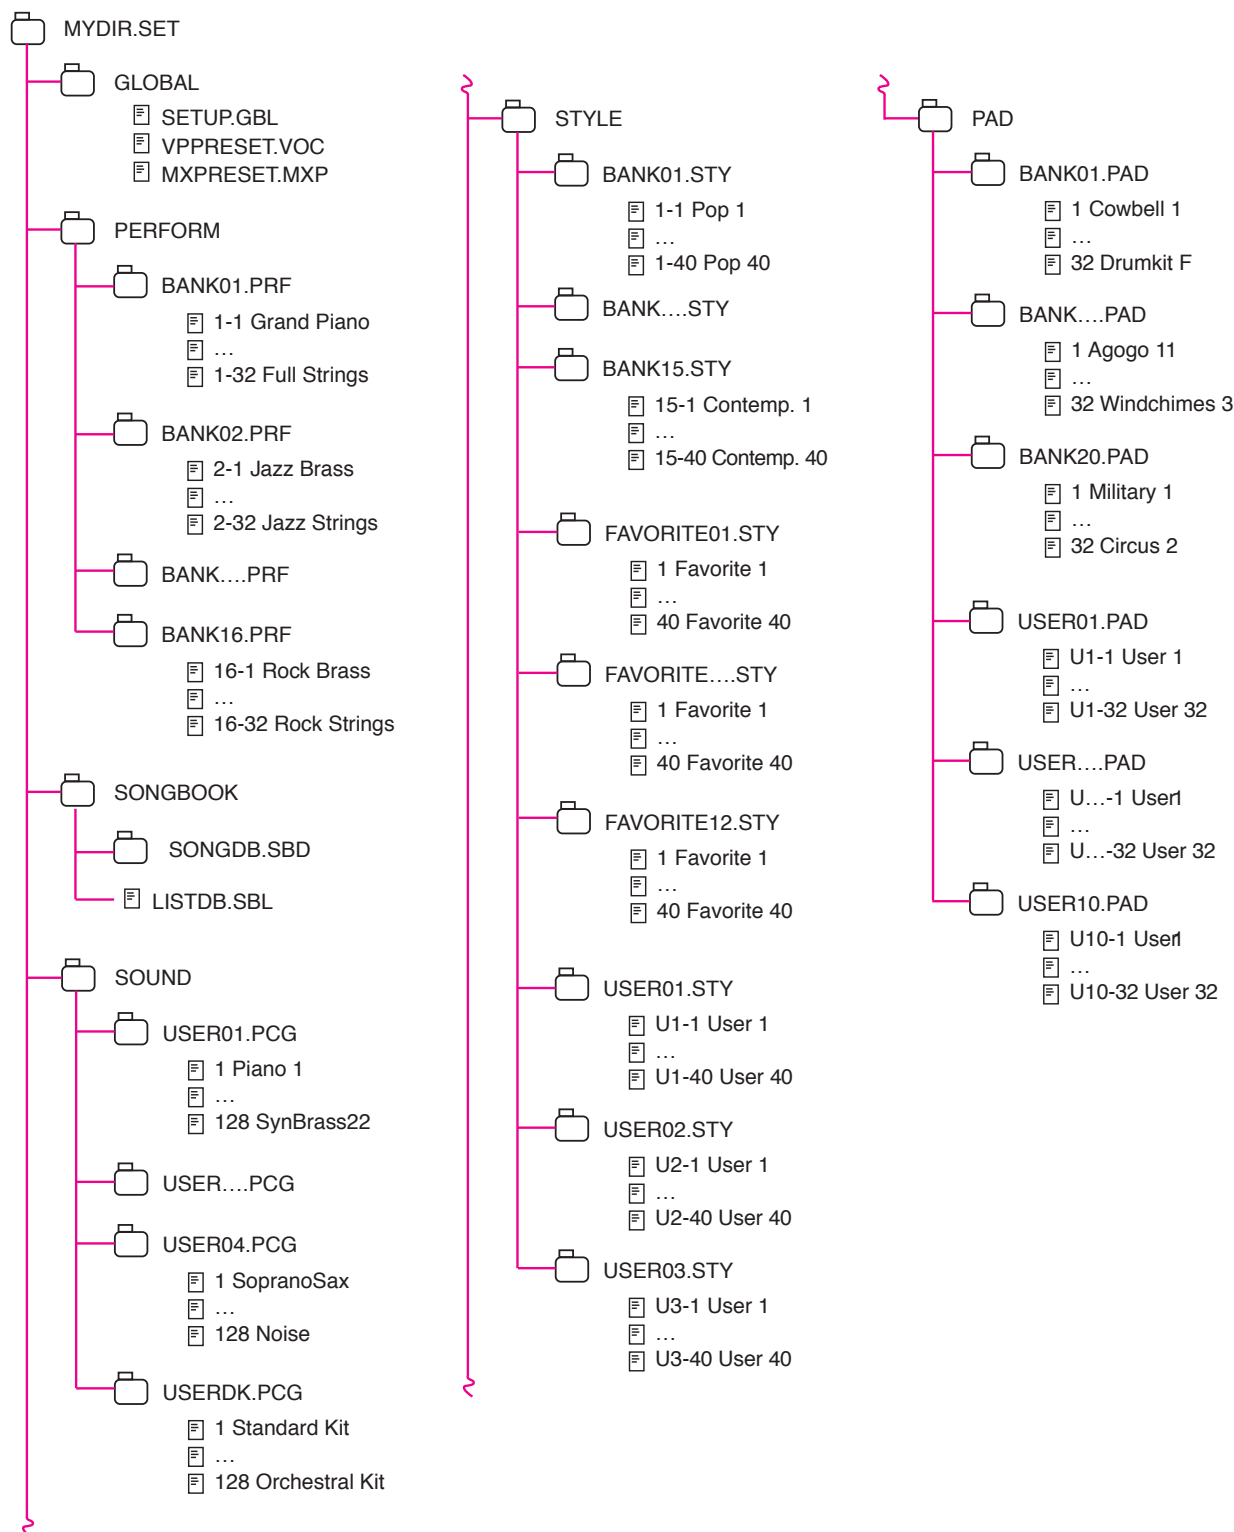 MYDIR.SET
GLOBAL
SETUP.GBL
VPPRESET.VOC
MXPRESET.MXP
PERFORM
BANK01.PRF
1-1 Grand Piano
…
1-32 Full Strings
BANK02.PRF
2-1 Jazz Brass
…
2-32 Jazz Strings
BANK….PRF
BANK16.PRF
16-1 Rock Brass
…
16-32 Rock Strings
SONGBOOK
SONGDB.SBD
LISTDB.SBL
SOUND
USER01.PCG
1 Piano 1
…
128 SynBrass22
USER….PCG
USER04.PCG
1 SopranoSax
…
128 Noise
USERDK.PCG
1 Standard Kit
…
128 Orchestral Kit
STYLE
BANK01.STY
1-1 Pop 1
…
1-40 Pop 40
BANK….STY
BANK15.STY
15-1 Contemp. 1
…
15-40 Contemp. 40
FAVORITE01.STY
1 Favorite 1
…
40 Favorite 40
FAVORITE….STY
1 Favorite 1
…
40 Favorite 40
FAVORITE12.STY
1 Favorite 1
…
40 Favorite 40
USER01.STY
U1-1 User 1
…
U1-40 User 40
USER02.STY
U2-1 User 1
…
U2-40 User 40
USER03.STY
U3-1 User 1
…
U3-40 User 40
PAD
BANK01.PAD
1 Cowbell 1
…
32 Drumkit F
BANK….PAD
1 Agogo 11
…
32 Windchimes 3
BANK20.PAD
1 Military 1
…
32 Circus 2
USER01.PAD
U1-1 User 1
…
U1-32 User 32
USER….PAD
U…-1 User1
…
U…-32 User 32
USER10.PAD
U10-1 User1
…
U10-32 User 32